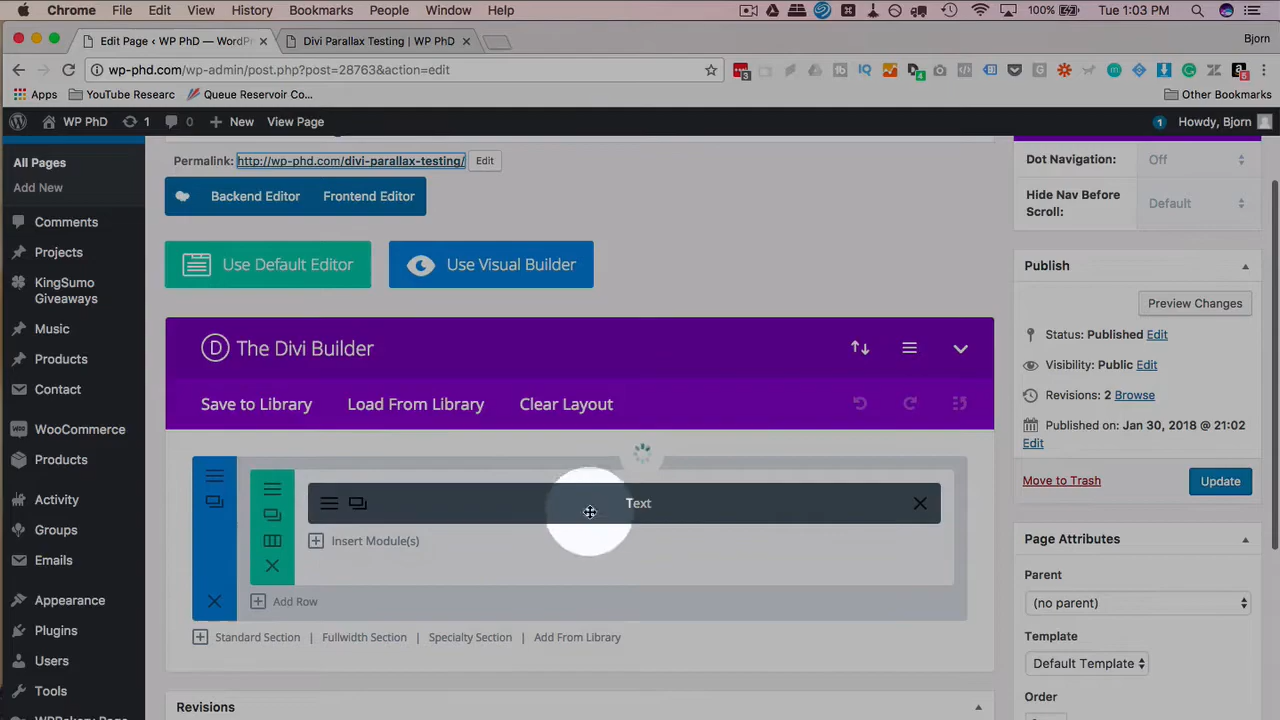 Chrome File Edit View History Bookmarks People Window Help 100% Tue 1:03 PM
Edit Page ‹ WP PhD — WordPr Divi Parallax Testing | WP PhD Bjorn
wp-phd.com/wp-admin/post.php?post=28763&action=edit
Apps YouTube Researc Queue Reservoir Co... Other Bookmarks
WP PhD 1 0 New View Page 1 Howdy, Bjorn
All Pages
Add New
Comments
Projects
KingSumo
Giveaways
Music
Products
Contact
WooCommerce
Products
Activity
Groups
Emails
Appearance
Plugins
Users
Tools
Permalink: http://wp-phd.com/divi-parallax-testing/ Edit
Backend Editor Frontend Editor
Use Default Editor Use Visual Builder
The Divi Builder
Save to Library Load From Library Clear Layout
Text
Insert Module(s)
Add Row
Standard Section | Fullwidth Section | Specialty Section | Add From Library
Revisions
Dot Navigation: Off
Hide Nav Before
Scroll: Default
Publish
Preview Changes
Status: Published Edit
Visibility: Public Edit
Revisions: 2 Browse
Published on: Jan 30, 2018 @ 21:02
Edit
Move to Trash Update
Page Attributes
Parent
(no parent)
Template
Default Template
Order